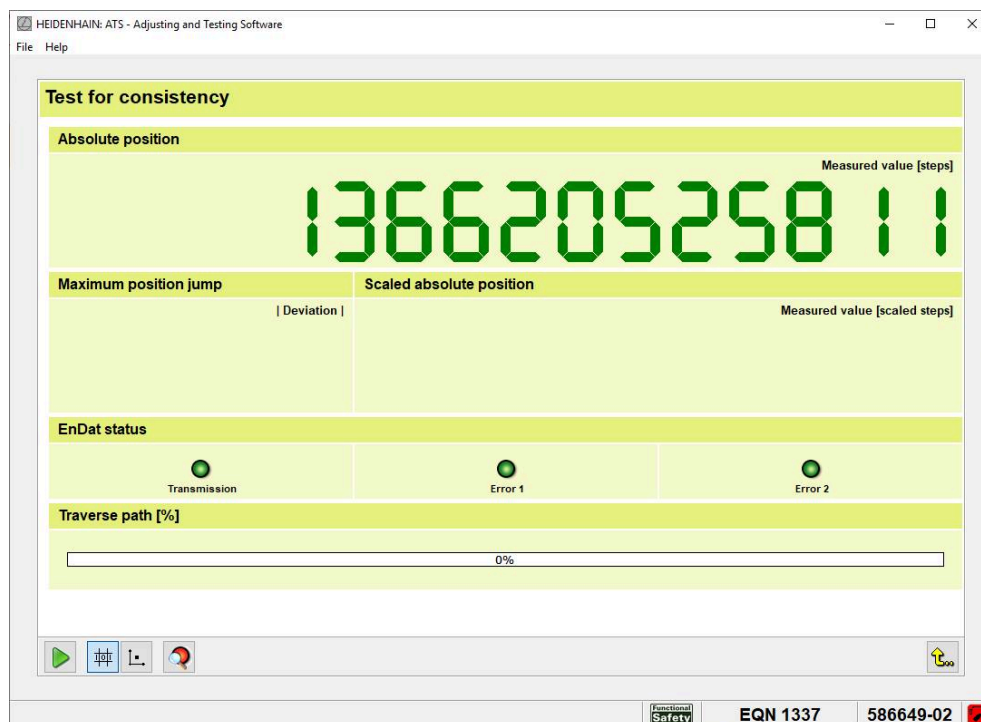 HEIDENHAIN: ATS - Adjusting and Testing Software
File Help
Test for consistency
Absolute position
Measured value [steps]
136620525811
Maximum position jump
Scaled absolute position
| Deviation |
Measured value [scaled steps]
EnDat status
Transmission
Error 1
Error 2
Traverse path [%]
0%
Functional
Safety
EQN 1337
586649-02